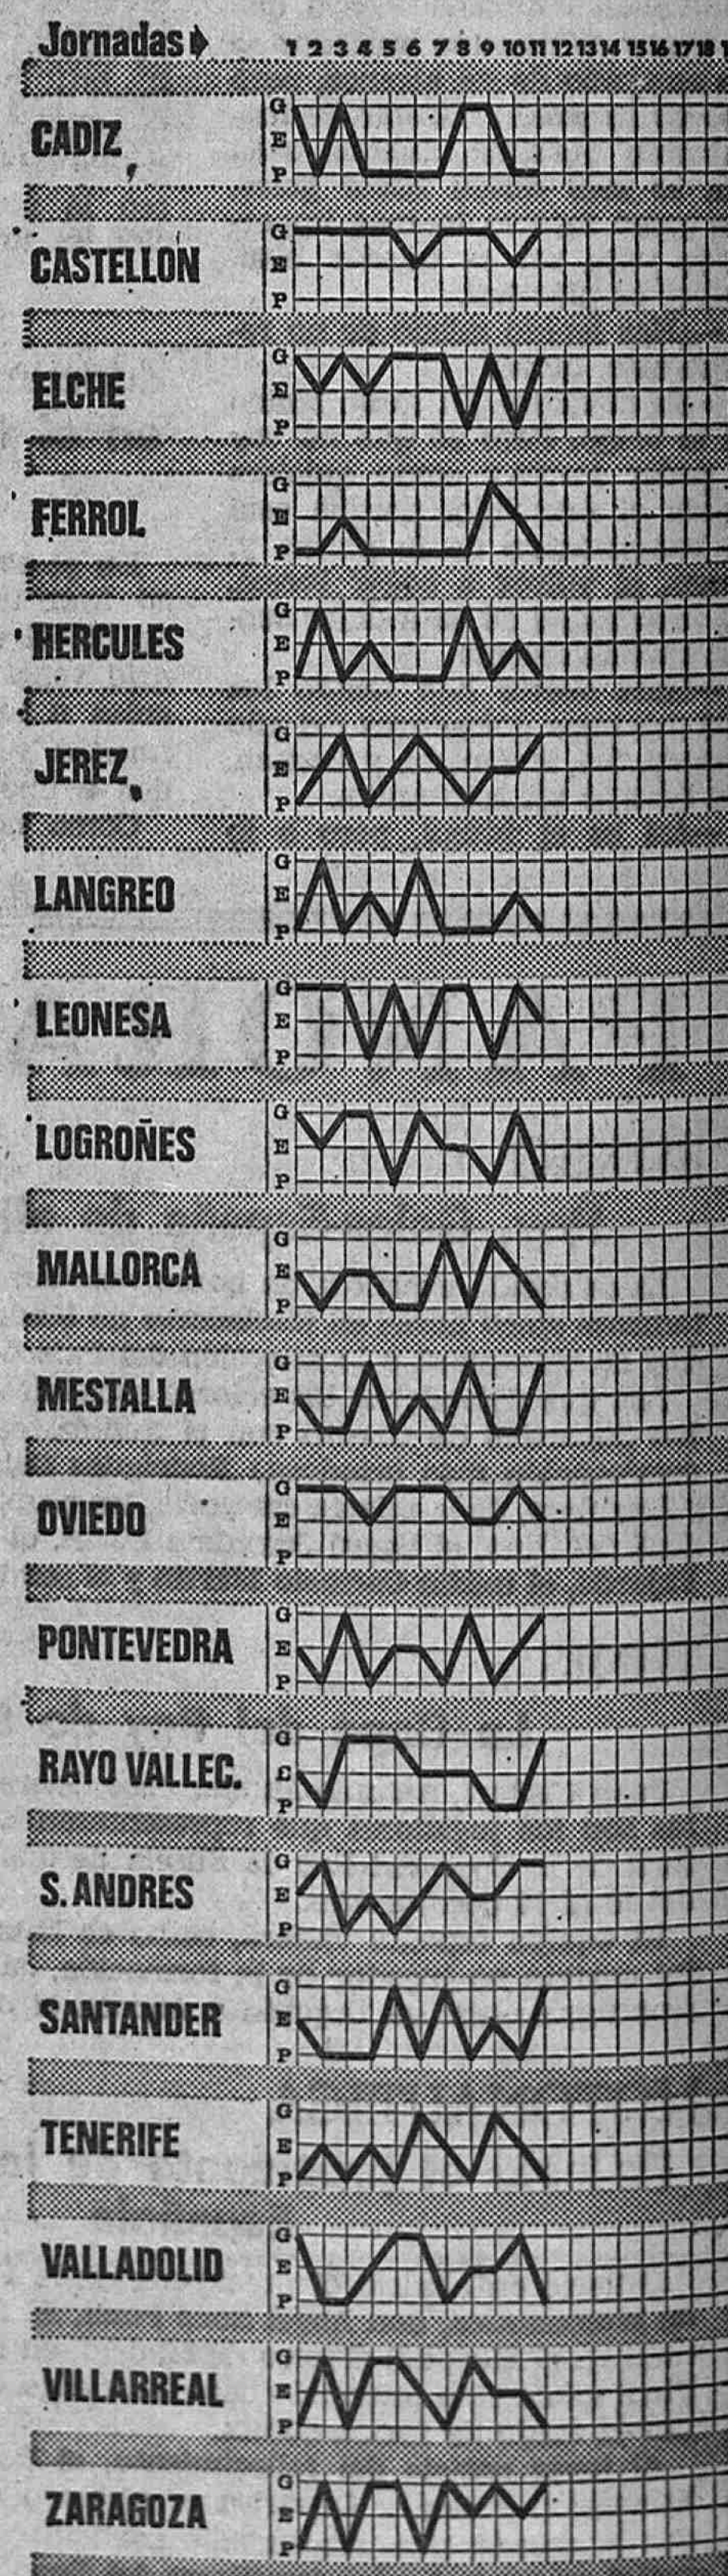 Jornadas 1 2 3 4 5 6 7 8 9 10 11 12 13 14 15 16 17 18 1
G
CADIZ E
P
G
CASTELLON E
P
G
ELCHE E
P
G
FERROL E
P
G
HERCULES E
P
G
JEREZ E
P
G
LANGREO E
P
G
LEONESA E
P
G
LOGROÑES E
P
G
MALLORCA E
P
G
MESTALLA E
P
G
OVIEDO E
P
G
PONTEVEDRA E
P
G
RAYO VALLEC. E
P
G
S. ANDRES E
P
G
SANTANDER E
P
G
TENERIFE E
P
G
VALLADOLID E
P
G
VILLARREAL E
P
G
ZARAGOZA E
P